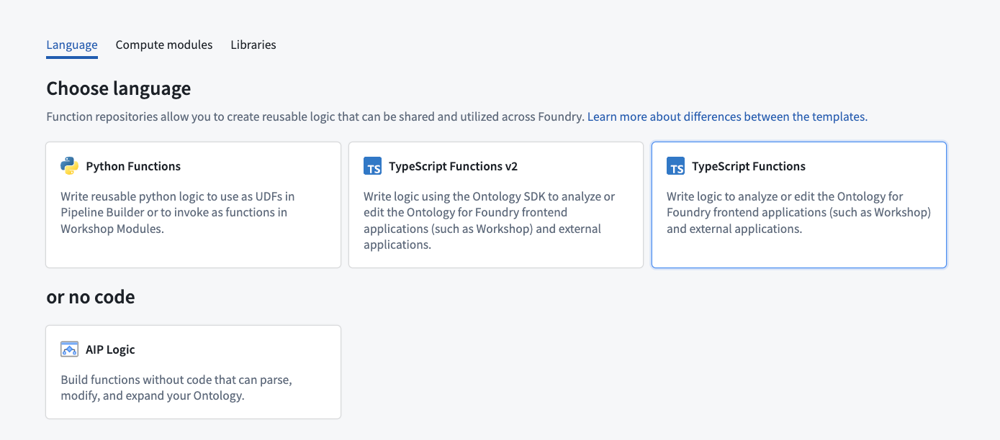 Language Compute modules Libraries
Choose language
Function repositories allow you to create reusable logic that can be shared and utilized across Foundry. Learn more about differences between the templates.
Python Functions
Write reusable python logic to use as UDFs in
Pipeline Builder or to invoke as functions in
Workshop Modules.
TS TypeScript Functions v2
Write logic using the Ontology SDK to analyze or
edit the Ontology for Foundry frontend
applications (such as Workshop) and external
applications.
TS TypeScript Functions
Write logic to analyze or edit the Ontology for
Foundry frontend applications (such as Workshop)
and external applications.
or no code
AIP Logic
Build functions without code that can parse,
modify, and expand your Ontology.